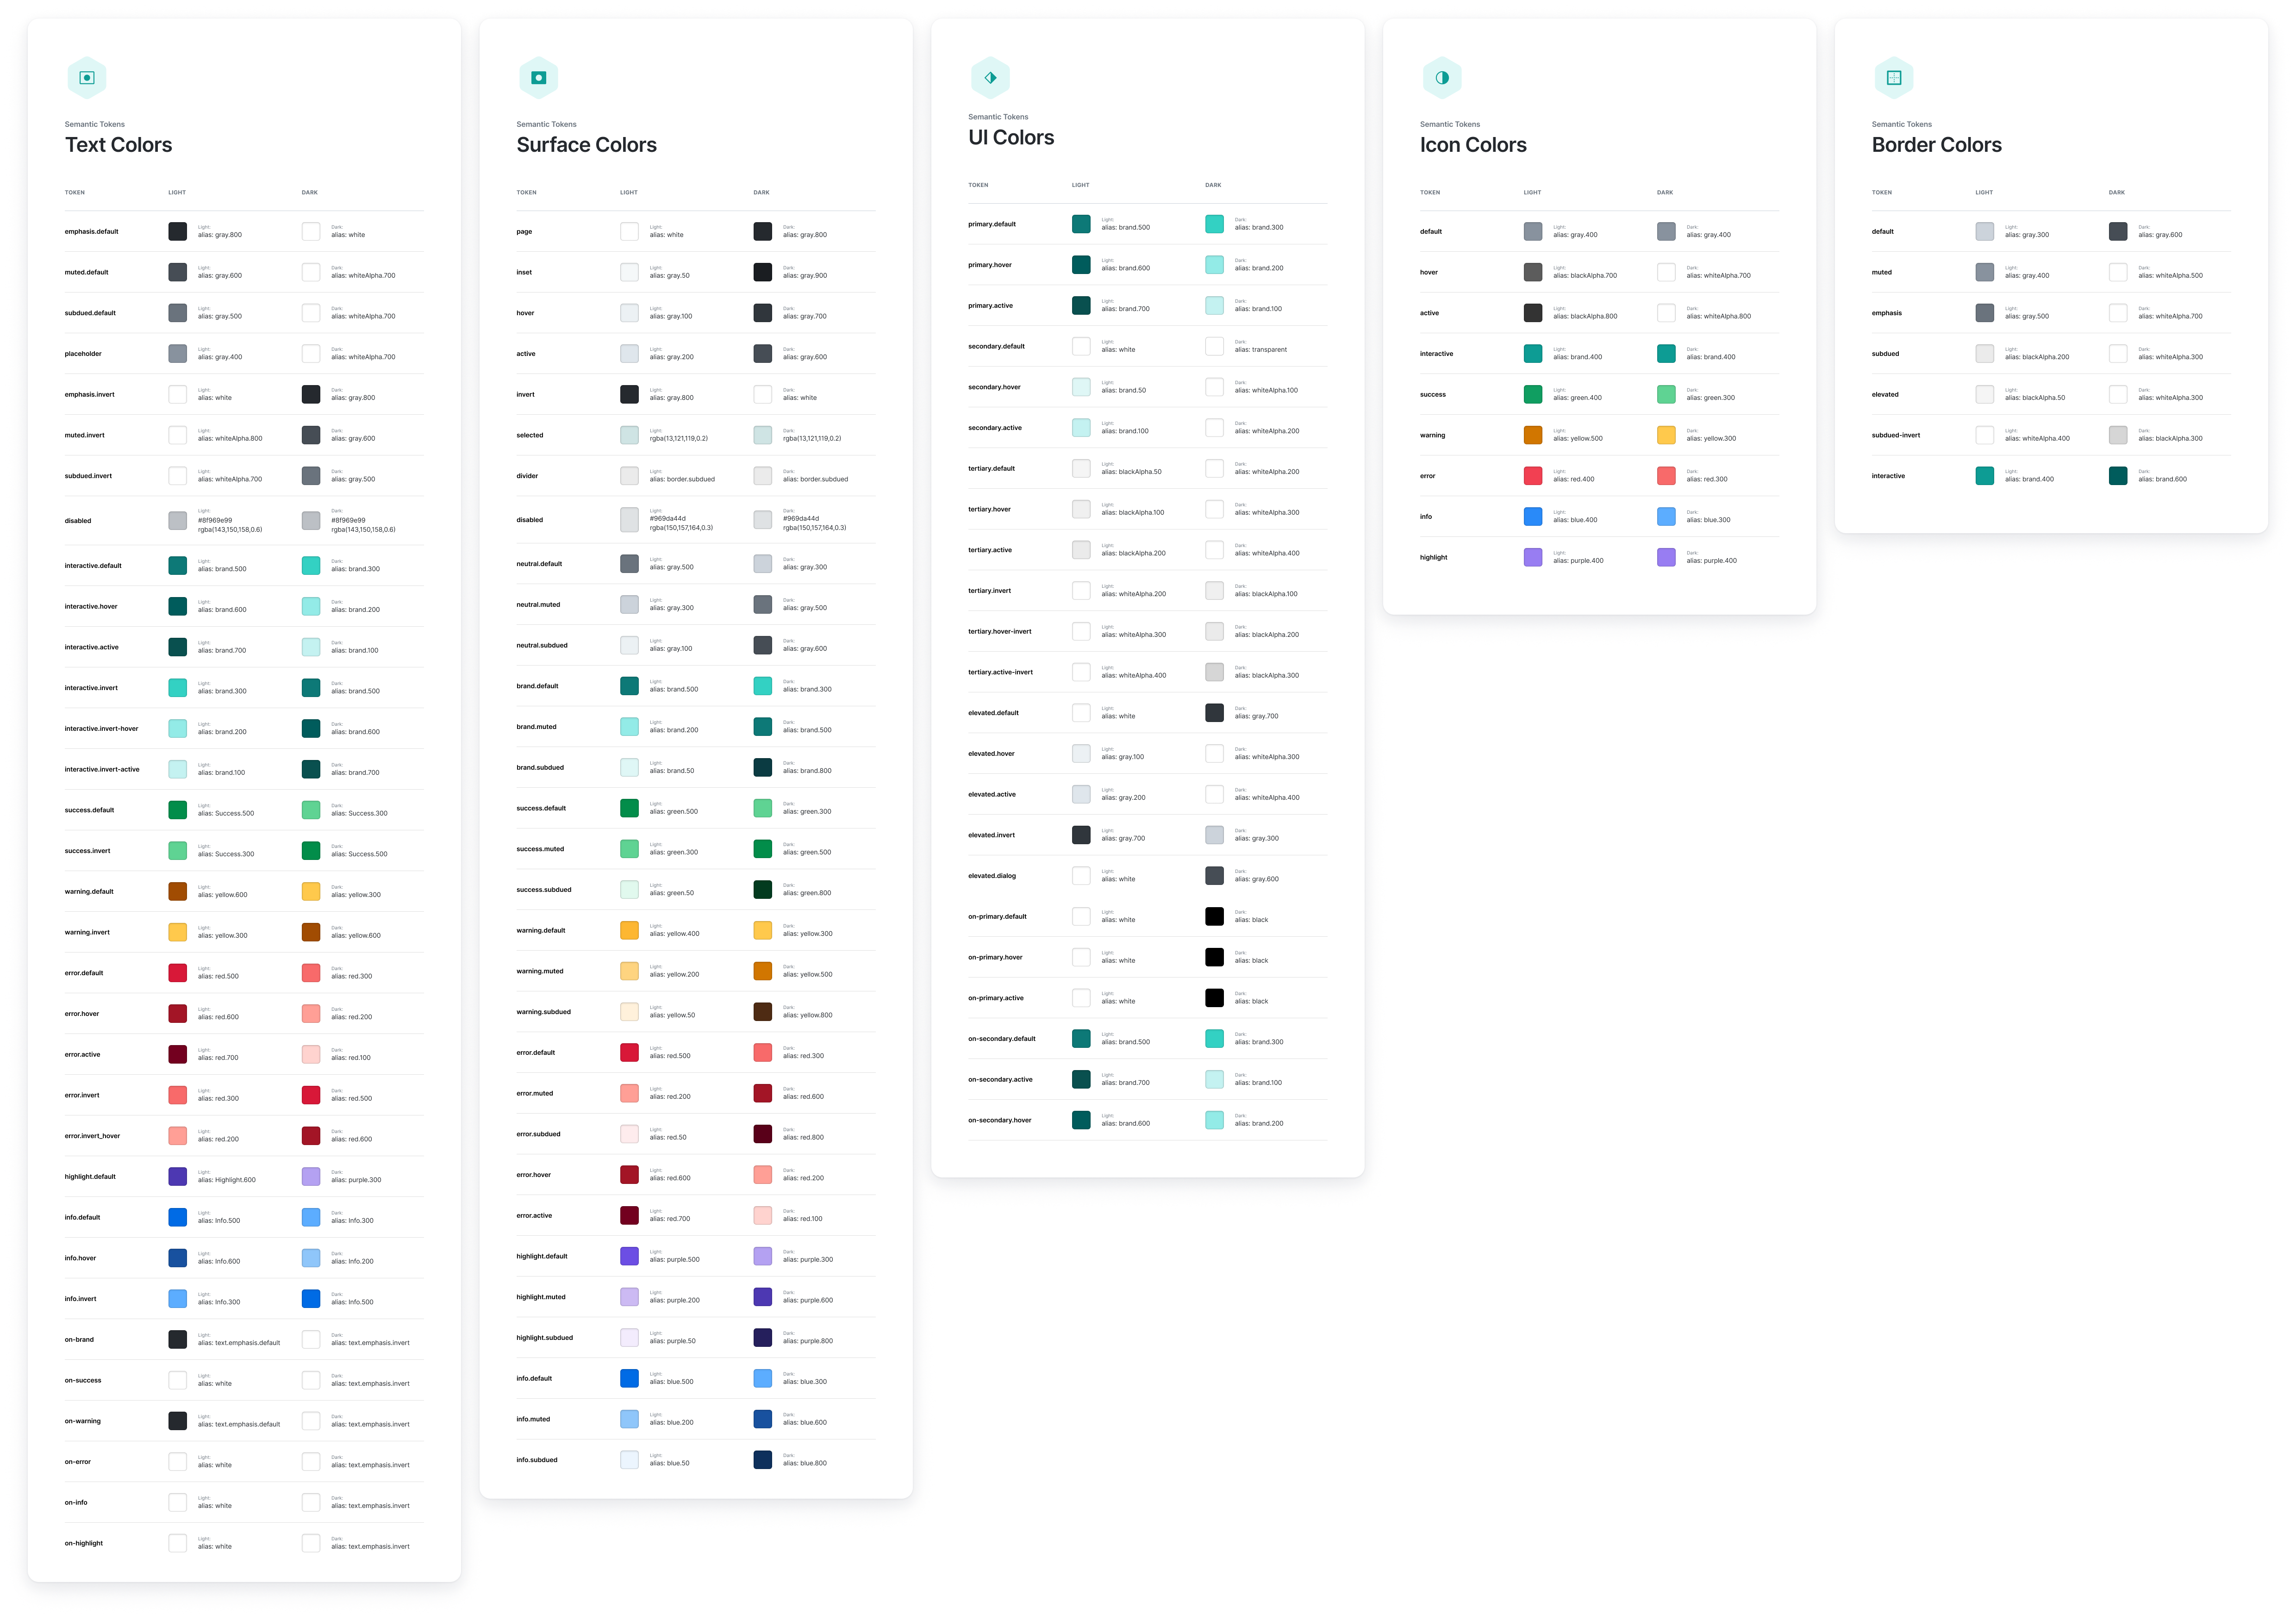 Semantic Tokens
Text Colors
TOKEN LIGHT DARK
emphasis.default Light: alias: gray.800 Dark: alias: white
muted.default Light: alias: gray.600 Dark: alias: whiteAlpha.700
subdued.default Light: alias: gray.500 Dark: alias: whiteAlpha.700
placeholder Light: alias: gray.400 Dark: alias: whiteAlpha.700
emphasis.invert Light: alias: white Dark: alias: gray.800
muted.invert Light: alias: whiteAlpha.800 Dark: alias: gray.600
subdued.invert Light: alias: whiteAlpha.700 Dark: alias: gray.500
disabled Light: #8f969e99 rgba(143,150,158,0.6) Dark: #8f969e99 rgba(143,150,158,0.6)
interactive.default Light: alias: brand.500 Dark: alias: brand.300
interactive.hover Light: alias: brand.600 Dark: alias: brand.200
interactive.active Light: alias: brand.700 Dark: alias: brand.100
interactive.invert Light: alias: brand.300 Dark: alias: brand.500
interactive.invert-hover Light: alias: brand.200 Dark: alias: brand.600
interactive.invert-active Light: alias: brand.100 Dark: alias: brand.700
success.default Light: alias: Success.500 Dark: alias: Success.300
success.invert Light: alias: Success.300 Dark: alias: Success.500
warning.default Light: alias: yellow.600 Dark: alias: yellow.300
warning.invert Light: alias: yellow.300 Dark: alias: yellow.600
error.default Light: alias: red.500 Dark: alias: red.300
error.hover Light: alias: red.600 Dark: alias: red.200
error.active Light: alias: red.700 Dark: alias: red.100
error.invert Light: alias: red.300 Dark: alias: red.500
error.invert_hover Light: alias: red.200 Dark: alias: red.600
highlight.default Light: alias: Highlight.600 Dark: alias: purple.300
info.default Light: alias: Info.500 Dark: alias: Info.300
info.hover Light: alias: Info.600 Dark: alias: Info.200
info.invert Light: alias: Info.300 Dark: alias: Info.500
on-brand Light: alias: text.emphasis.default Dark: alias: text.emphasis.invert
on-success Light: alias: white Dark: alias: text.emphasis.invert
on-warning Light: alias: text.emphasis.default Dark: alias: text.emphasis.invert
on-error Light: alias: white Dark: alias: text.emphasis.invert
on-info Light: alias: white Dark: alias: text.emphasis.invert
on-highlight Light: alias: white Dark: alias: text.emphasis.invert
Semantic Tokens
Surface Colors
TOKEN LIGHT DARK
page Light: alias: white Dark: alias: gray.800
inset Light: alias: gray.50 Dark: alias: gray.900
hover Light: alias: gray.100 Dark: alias: gray.700
active Light: alias: gray.200 Dark: alias: gray.600
invert Light: alias: gray.800 Dark: alias: white
selected Light: rgba(13,121,119,0.2) Dark: rgba(13,121,119,0.2)
divider Light: alias: border.subdued Dark: alias: border.subdued
disabled Light: #969da44d rgba(150,157,164,0.3) Dark: #969da44d rgba(150,157,164,0.3)
neutral.default Light: alias: gray.500 Dark: alias: gray.300
neutral.muted Light: alias: gray.300 Dark: alias: gray.500
neutral.subdued Light: alias: gray.100 Dark: alias: gray.600
brand.default Light: alias: brand.500 Dark: alias: brand.300
brand.muted Light: alias: brand.200 Dark: alias: brand.500
brand.subdued Light: alias: brand.50 Dark: alias: brand.800
success.default Light: alias: green.500 Dark: alias: green.300
success.muted Light: alias: green.300 Dark: alias: green.500
success.subdued Light: alias: green.50 Dark: alias: green.800
warning.default Light: alias: yellow.400 Dark: alias: yellow.300
warning.muted Light: alias: yellow.200 Dark: alias: yellow.500
warning.subdued Light: alias: yellow.50 Dark: alias: yellow.800
error.default Light: alias: red.500 Dark: alias: red.300
error.muted Light: alias: red.200 Dark: alias: red.600
error.subdued Light: alias: red.50 Dark: alias: red.800
error.hover Light: alias: red.600 Dark: alias: red.200
error.active Light: alias: red.700 Dark: alias: red.100
highlight.default Light: alias: purple.500 Dark: alias: purple.300
highlight.muted Light: alias: purple.200 Dark: alias: purple.600
highlight.subdued Light: alias: purple.50 Dark: alias: purple.800
info.default Light: alias: blue.500 Dark: alias: blue.300
info.muted Light: alias: blue.200 Dark: alias: blue.600
info.subdued Light: alias: blue.50 Dark: alias: blue.800
Semantic Tokens
UI Colors
TOKEN LIGHT DARK
primary.default Light: alias: brand.500 Dark: alias: brand.300
primary.hover Light: alias: brand.600 Dark: alias: brand.200
primary.active Light: alias: brand.700 Dark: alias: brand.100
secondary.default Light: alias: white Dark: alias: transparent
secondary.hover Light: alias: brand.50 Dark: alias: whiteAlpha.100
secondary.active Light: alias: brand.100 Dark: alias: whiteAlpha.200
tertiary.default Light: alias: blackAlpha.50 Dark: alias: whiteAlpha.200
tertiary.hover Light: alias: blackAlpha.100 Dark: alias: whiteAlpha.300
tertiary.active Light: alias: blackAlpha.200 Dark: alias: whiteAlpha.400
tertiary.invert Light: alias: whiteAlpha.200 Dark: alias: blackAlpha.100
tertiary.hover-invert Light: alias: whiteAlpha.300 Dark: alias: blackAlpha.200
tertiary.active-invert Light: alias: whiteAlpha.400 Dark: alias: blackAlpha.300
elevated.default Light: alias: white Dark: alias: gray.700
elevated.hover Light: alias: gray.100 Dark: alias: whiteAlpha.300
elevated.active Light: alias: gray.200 Dark: alias: whiteAlpha.400
elevated.invert Light: alias: gray.700 Dark: alias: gray.300
elevated.dialog Light: alias: white Dark: alias: gray.600
on-primary.default Light: alias: white Dark: alias: black
on-primary.hover Light: alias: white Dark: alias: black
on-primary.active Light: alias: white Dark: alias: black
on-secondary.default Light: alias: brand.500 Dark: alias: brand.300
on-secondary.active Light: alias: brand.700 Dark: alias: brand.100
on-secondary.hover Light: alias: brand.600 Dark: alias: brand.200
Semantic Tokens
Icon Colors
TOKEN LIGHT DARK
default Light: alias: gray.400 Dark: alias: gray.400
hover Light: alias: blackAlpha.700 Dark: alias: whiteAlpha.700
active Light: alias: blackAlpha.800 Dark: alias: whiteAlpha.800
interactive Light: alias: brand.400 Dark: alias: brand.400
success Light: alias: green.400 Dark: alias: green.300
warning Light: alias: yellow.500 Dark: alias: yellow.300
error Light: alias: red.400 Dark: alias: red.300
info Light: alias: blue.400 Dark: alias: blue.300
highlight Light: alias: purple.400 Dark: alias: purple.400
Semantic Tokens
Border Colors
TOKEN LIGHT DARK
default Light: alias: gray.300 Dark: alias: gray.600
muted Light: alias: gray.400 Dark: alias: whiteAlpha.500
emphasis Light: alias: gray.500 Dark: alias: whiteAlpha.700
subdued Light: alias: blackAlpha.200 Dark: alias: whiteAlpha.300
elevated Light: alias: blackAlpha.50 Dark: alias: whiteAlpha.300
subdued-invert Light: alias: whiteAlpha.400 Dark: alias: blackAlpha.300
interactive Light: alias: brand.400 Dark: alias: brand.600